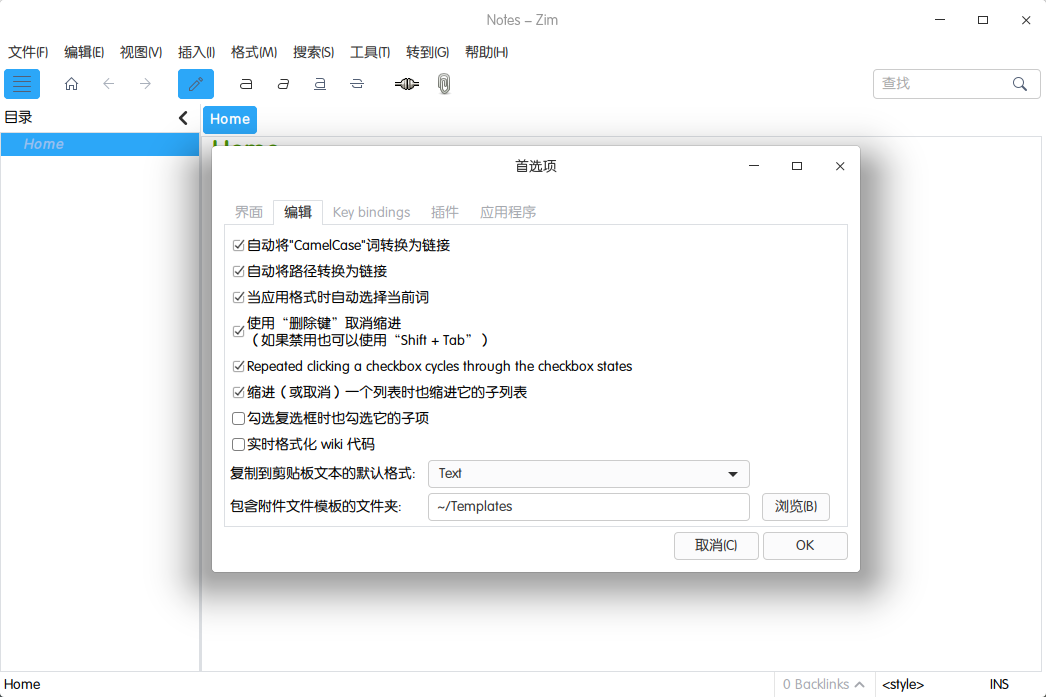 Notes – Zim
文件(F) 编辑(E) 视图(V) 插入(I) 格式(M) 搜索(S) 工具(T) 转到(G) 帮助(H)
a a a a 查找
目录 Home
Home
Home
首选项
界面 编辑 Key bindings 插件 应用程序
自动将"CamelCase"词转换为链接
自动将路径转换为链接
当应用格式时自动选择当前词
使用“删除键”取消缩进
（如果禁用也可以使用“Shift + Tab”）
Repeated clicking a checkbox cycles through the checkbox states
缩进（或取消）一个列表时也缩进它的子列表
勾选复选框时也勾选它的子项
实时格式化 wiki 代码
复制到剪贴板文本的默认格式: Text
包含附件文件模板的文件夹: ~/Templates 浏览(B)
取消(C) OK
Home 0 Backlinks <style> INS